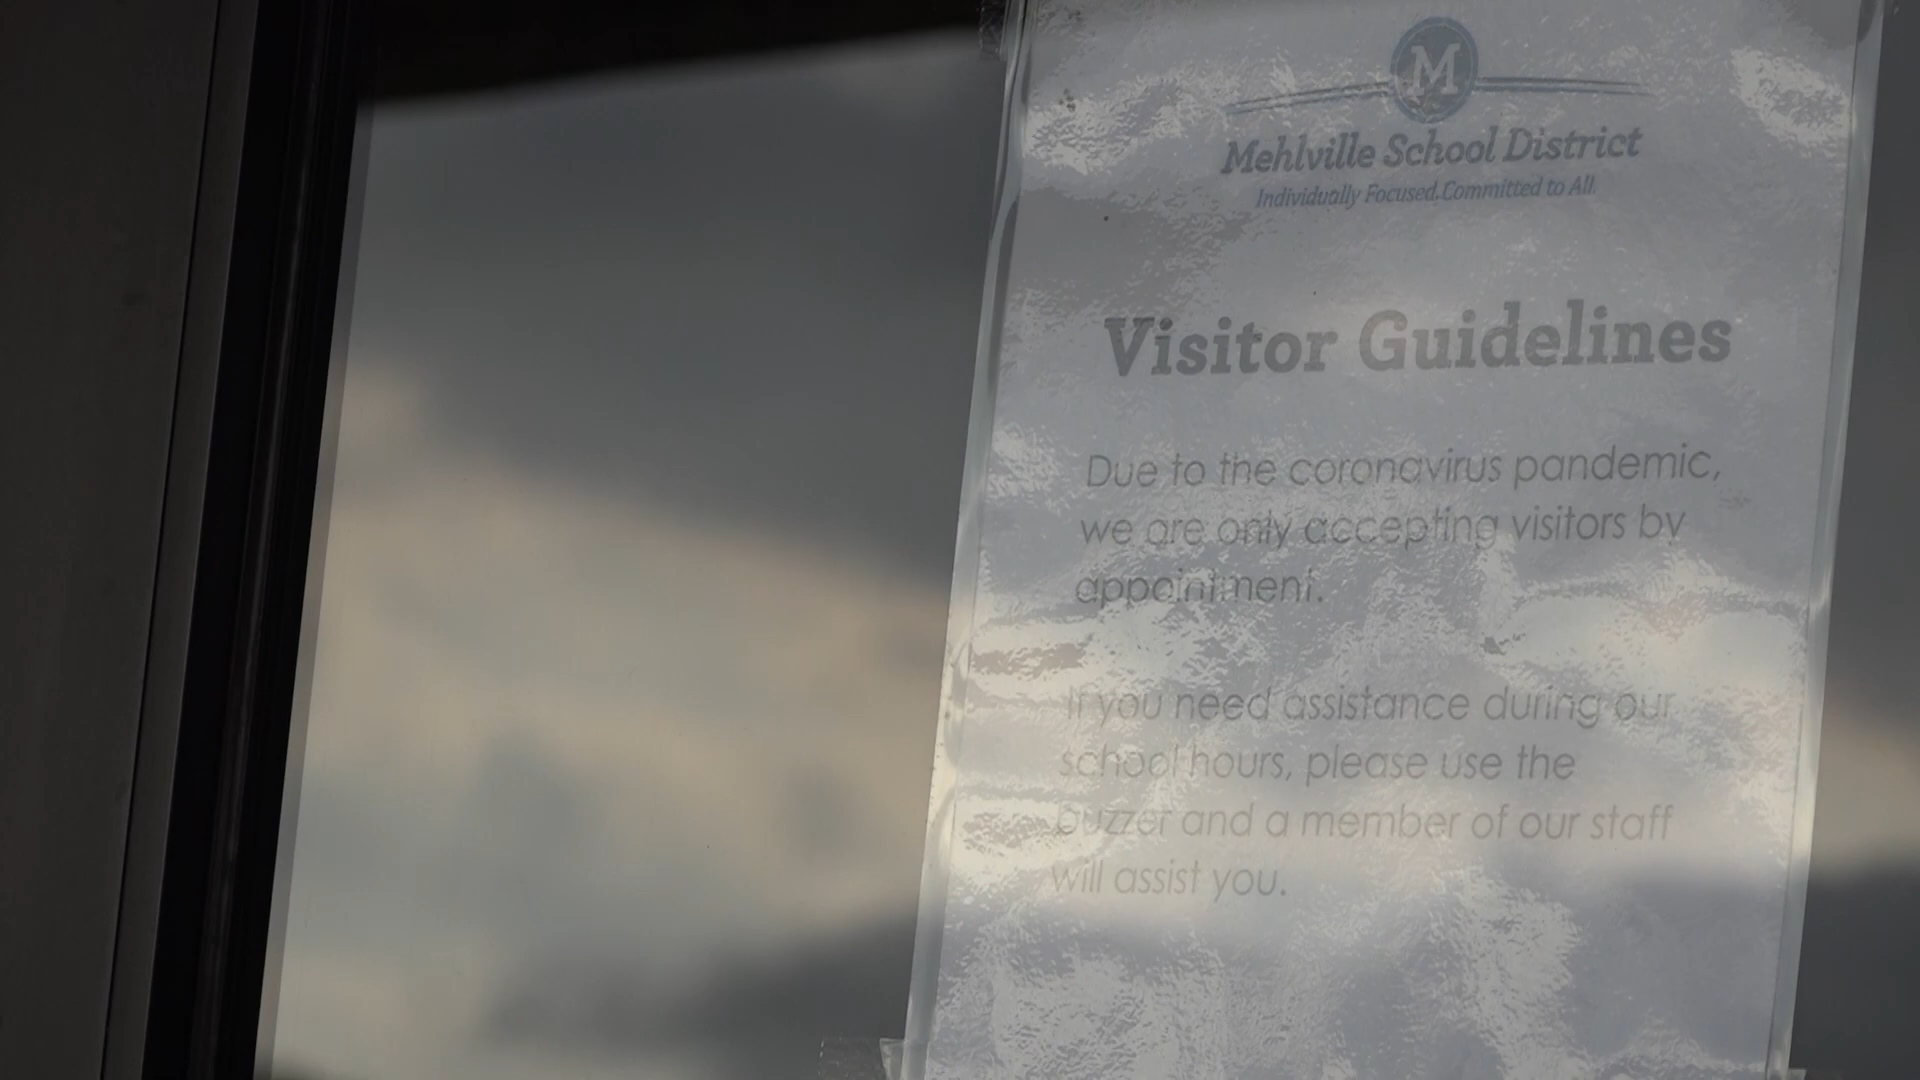 M
Mehlville School District
Individually Focused. Committed to All.
Visitor Guidelines
Due to the coronavirus pandemic,
we are only accepting visitors by
appointment.
If you need assistance during our
school hours, please use the
buzzer and a member of our staff
will assist you.